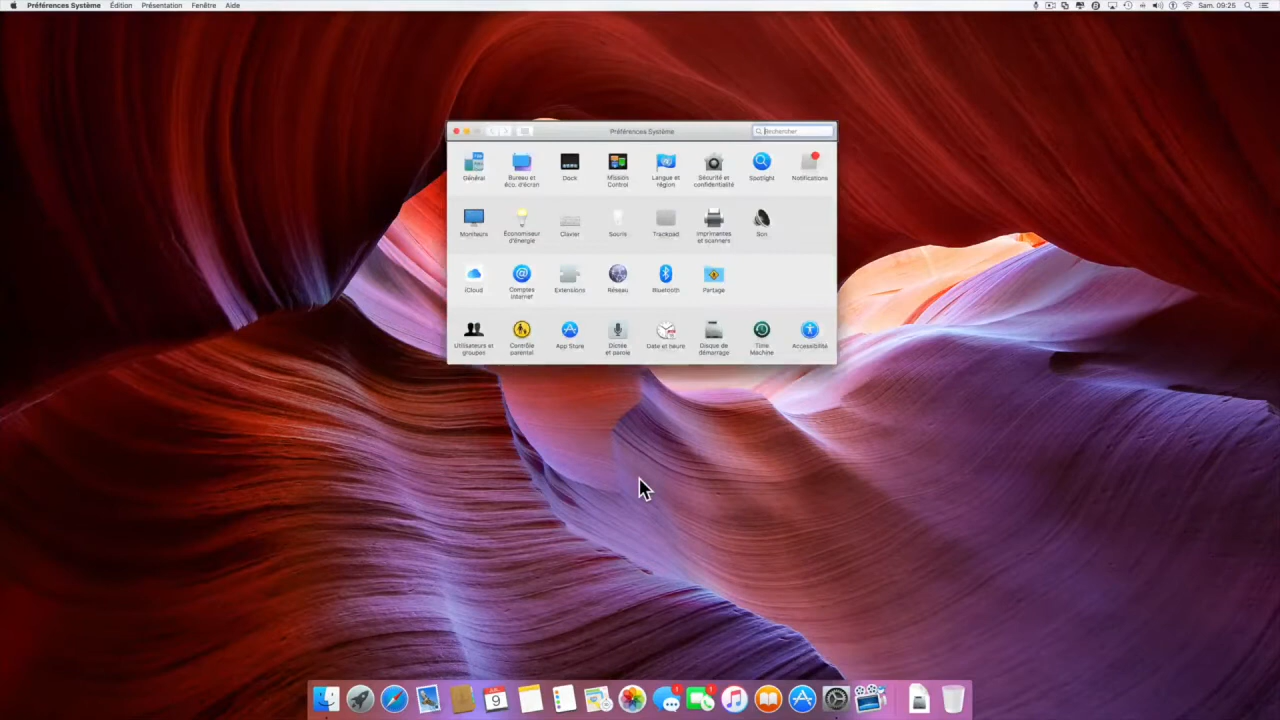 Préférences Système Édition Présentation Fenêtre Aide
Sam. 09:25
Préférences Système
Rechercher
Général
Bureau et éco. d'écran
Dock
Mission Control
Langue et région
Sécurité et confidentialité
Spotlight
Notifications
Moniteurs
Économiseur d'énergie
Clavier
Souris
Trackpad
Imprimantes et scanners
Son
iCloud
Comptes Internet
Extensions
Réseau
Bluetooth
Partage
Utilisateurs et groupes
Contrôle parental
App Store
Dictée et parole
Date et heure
Disque de démarrage
Time Machine
Accessibilité
9
1
1